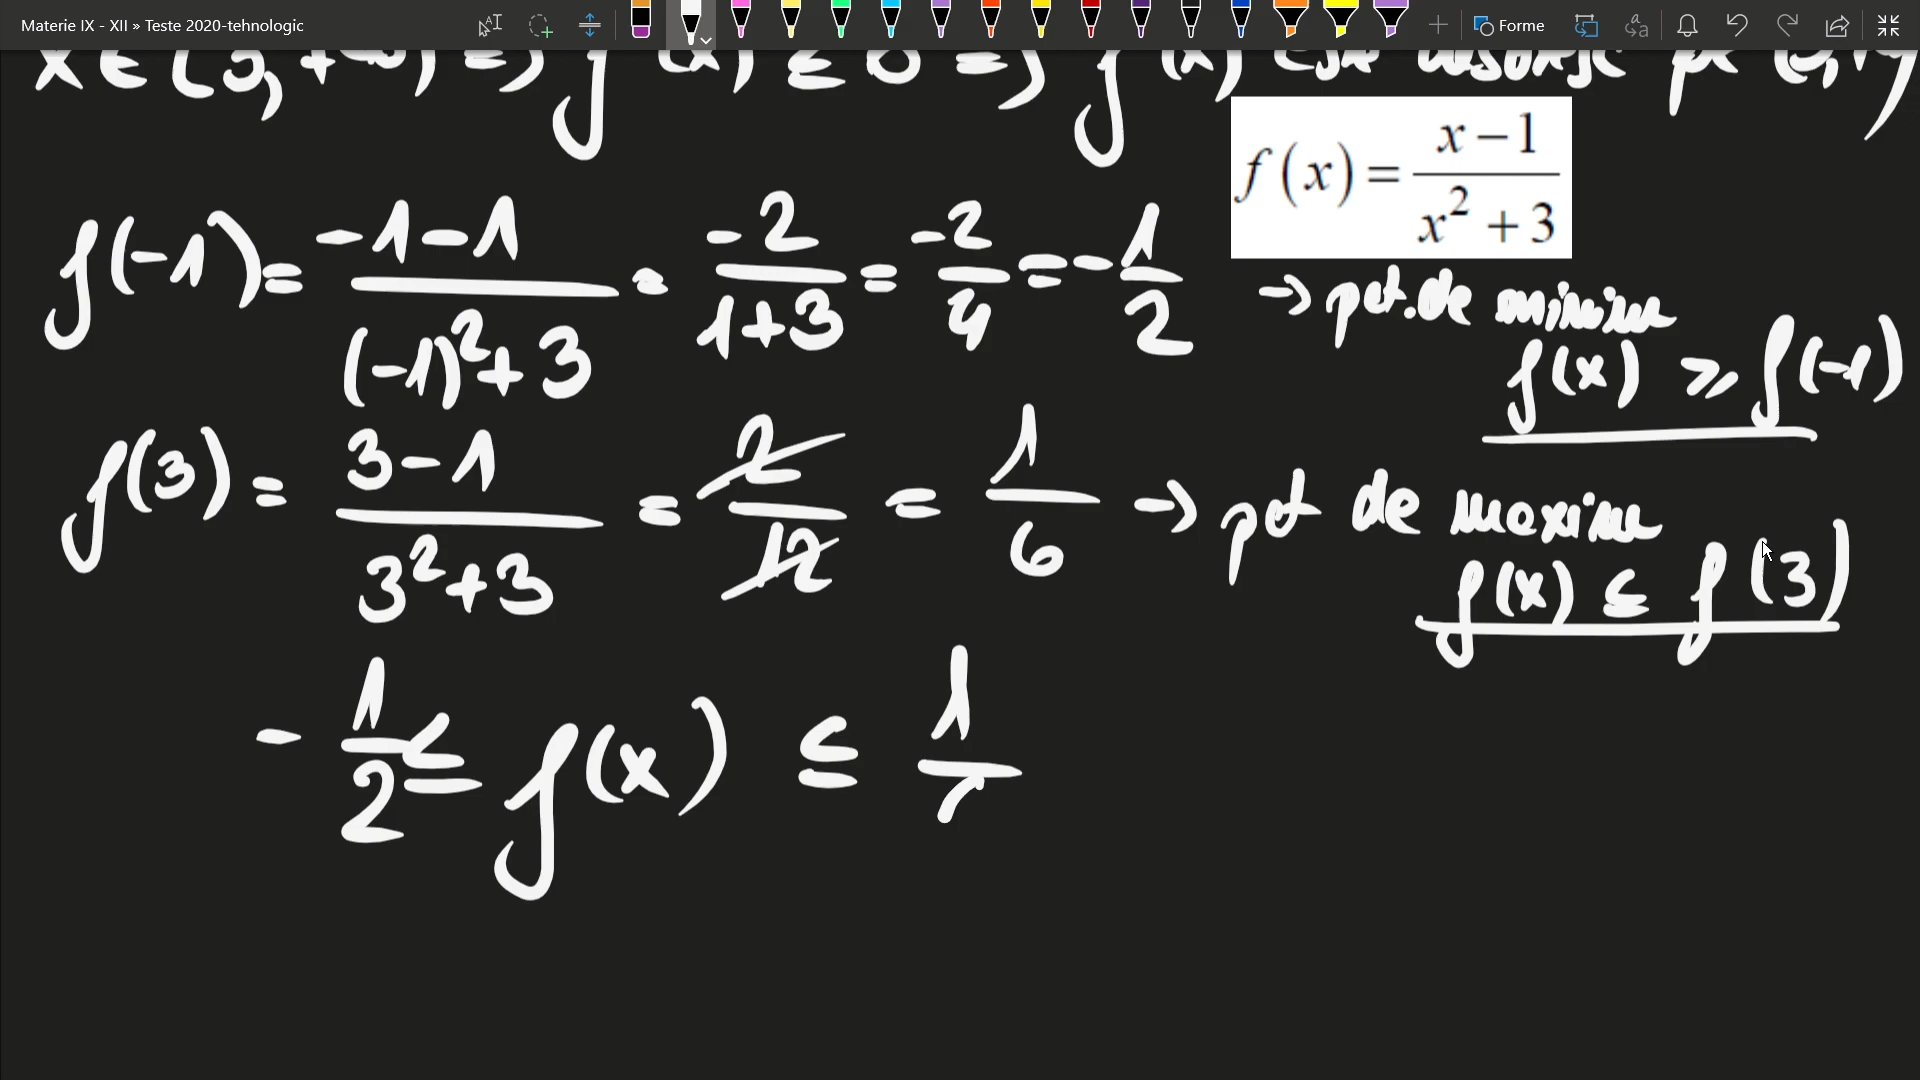 Materie IX - XII » Teste 2020-tehnologic
Forme
f(x) = (x-1)/(x²+3)
f(-1) = (-1-1)/((-1)²+3) = -2/(1+3) = -2/4 = -1/2 → pct. de minim
f(x) ≥ f(-1)
f(3) = (3-1)/(3²+3) = 2/12 = 1/6 → pct de maxim
f(x) ≤ f(3)
-1/2 ≤ f(x) ≤ 1/